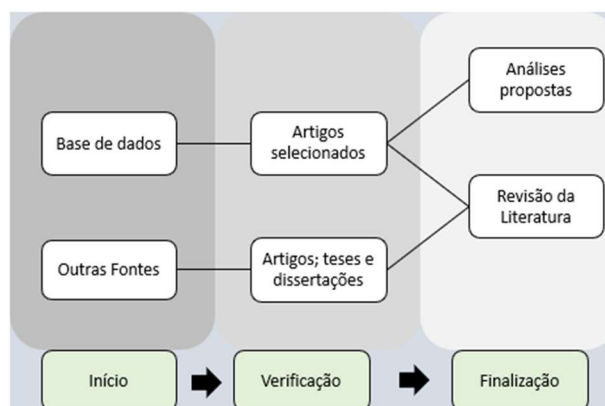 Base de dados
Outras Fontes
Artigos
selecionados
Artigos; teses e
dissertações
Análises
propostas
Revisão da
Literatura
Início
Verificação
Finalização